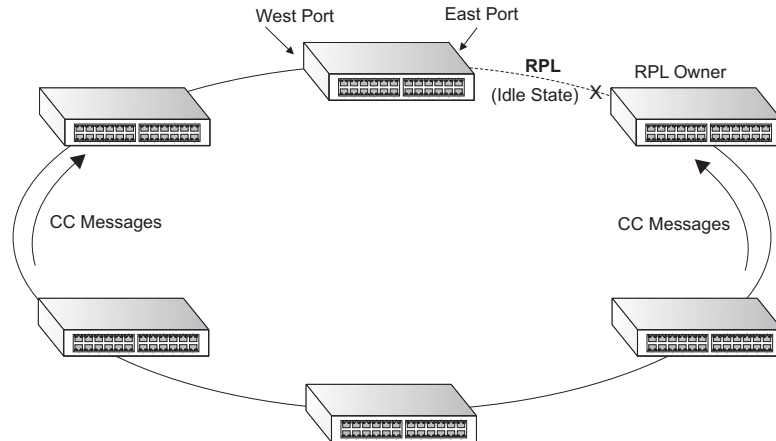 West Port
East Port
RPL
(Idle State)
X
RPL Owner
CC Messages
CC Messages